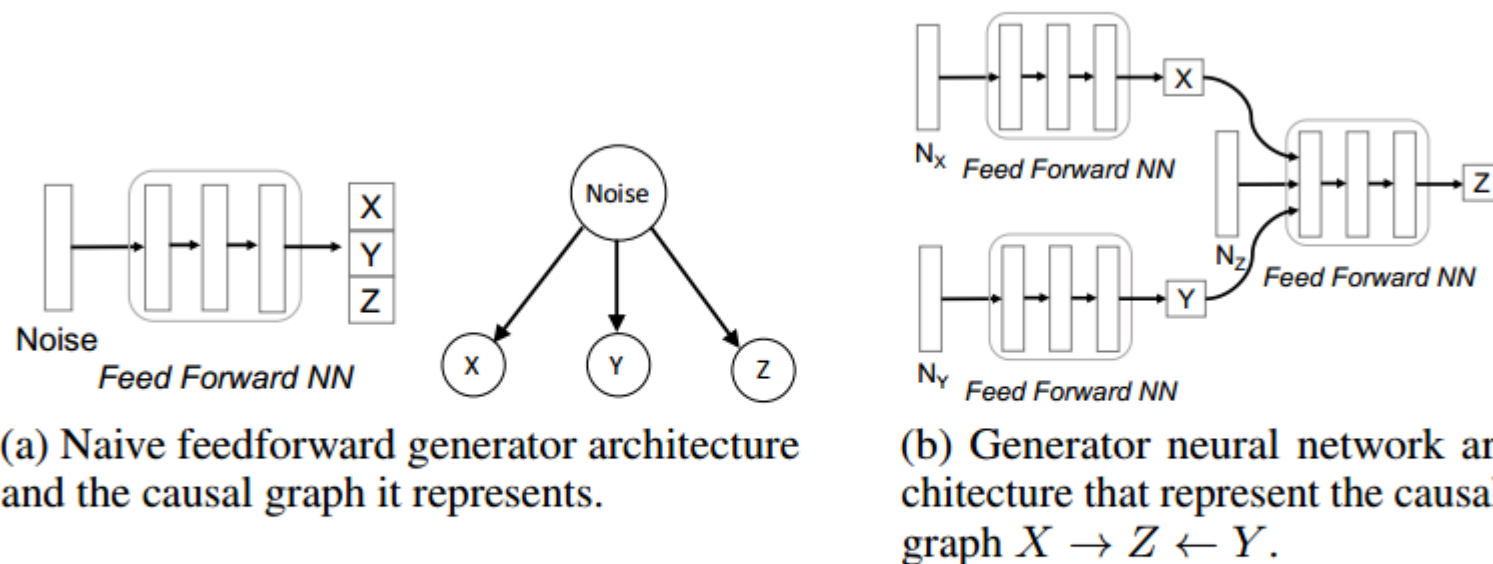 Noise
Feed Forward NN
X
Y
Z
Noise
X
Y
Z
(a) Naive feedforward generator architecture
and the causal graph it represents.
N_X
Feed Forward NN
X
N_Y
Feed Forward NN
Y
N_Z
Feed Forward NN
Z
(b) Generator neural network ar
chitecture that represent the causal
graph X → Z ← Y.